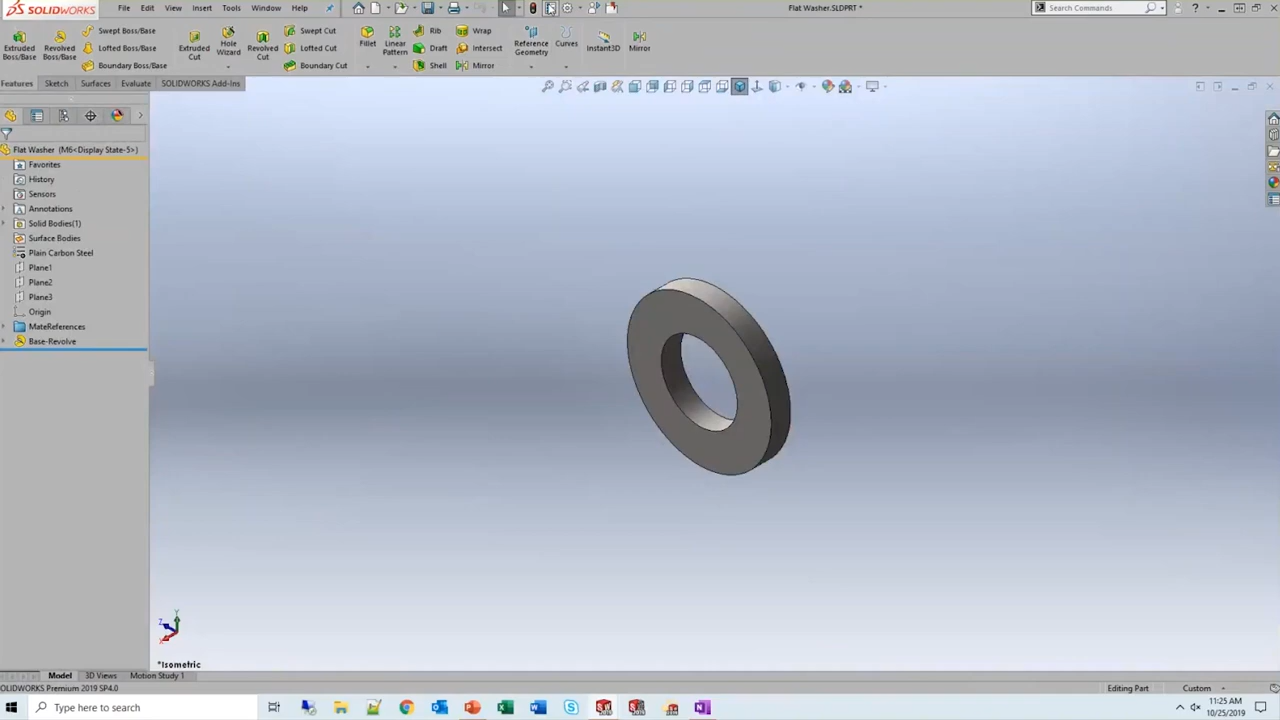 SOLIDWORKS File Edit View Insert Tools Window Help Flat Washer.SLDPRT * Search Commands
Extruded Boss/Base
Revolved Boss/Base
Swept Boss/Base
Lofted Boss/Base
Boundary Boss/Base
Extruded Cut
Hole Wizard
Revolved Cut
Swept Cut
Lofted Cut
Boundary Cut
Fillet
Linear Pattern
Rib
Draft
Shell
Wrap
Intersect
Mirror
Reference Geometry
Curves
Instant3D
Mirror
Features Sketch Surfaces Evaluate SOLIDWORKS Add-Ins
Flat Washer (M6<Display State-5>)
Favorites
History
Sensors
Annotations
Solid Bodies(1)
Surface Bodies
Plain Carbon Steel
Plane1
Plane2
Plane3
Origin
MateReferences
Base-Revolve
Y
Z
X
*Isometric
Model 3D Views Motion Study 1
OLIDWORKS Premium 2019 SP4.0 Editing Part Custom
Type here to search
11:25 AM
10/25/2019